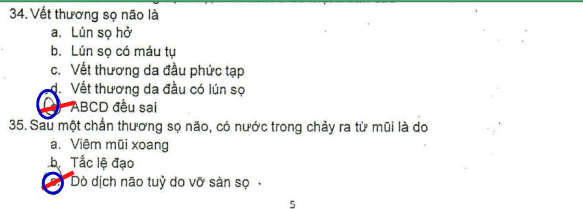 34. Vết thương sọ não là
a. Lún sọ hở
b. Lún sọ có máu tụ
c. Vết thương da đầu phức tạp
d. Vết thương da đầu có lún sọ
ABCD đều sai
35. Sau một chấn thương sọ não, có nước trong chảy ra từ mũi là do
a. Viêm mũi xoang
b. Tắc lệ đạo
c. Dò dịch não tuỷ do vỡ sàn sọ
5